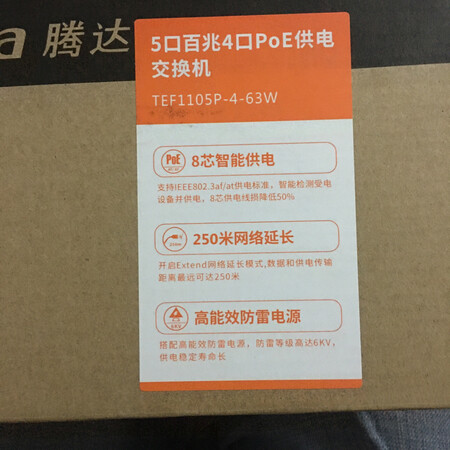 a 腾达
5口百兆4口PoE供电
交换机
TEF1105P-4-63W
PoE
8芯智能供电
支持IEEE802.3af/at供电标准，智能检测受电
设备并供电，8芯供电线损降低50%
250米网络延长
开启Extend网络延长模式,数据和供电传输
距离最远可达250米
高能效防雷电源
搭配高能效防雷电源，防雷等级高达6KV，
供电稳定寿命长